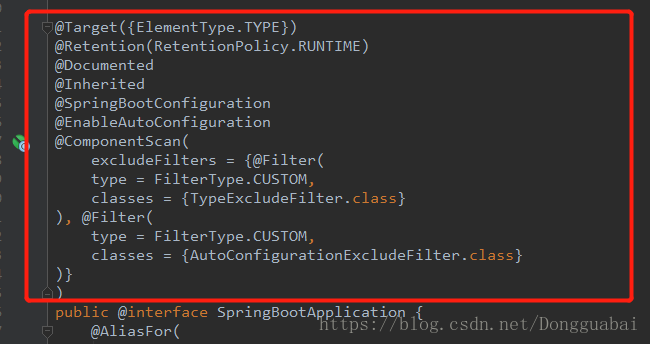 @Target({ElementType.TYPE})
@Retention(RetentionPolicy.RUNTIME)
@Documented
@Inherited
@SpringBootConfiguration
@EnableAutoConfiguration
@ComponentScan(
    excludeFilters = {@Filter(
    type = FilterType.CUSTOM,
    classes = {TypeExcludeFilter.class}
), @Filter(
    type = FilterType.CUSTOM,
    classes = {AutoConfigurationExcludeFilter.class}
)}
)
public @interface SpringBootApplication {
    @AliasFor(
https://blog.csdn.net/Dongguabai